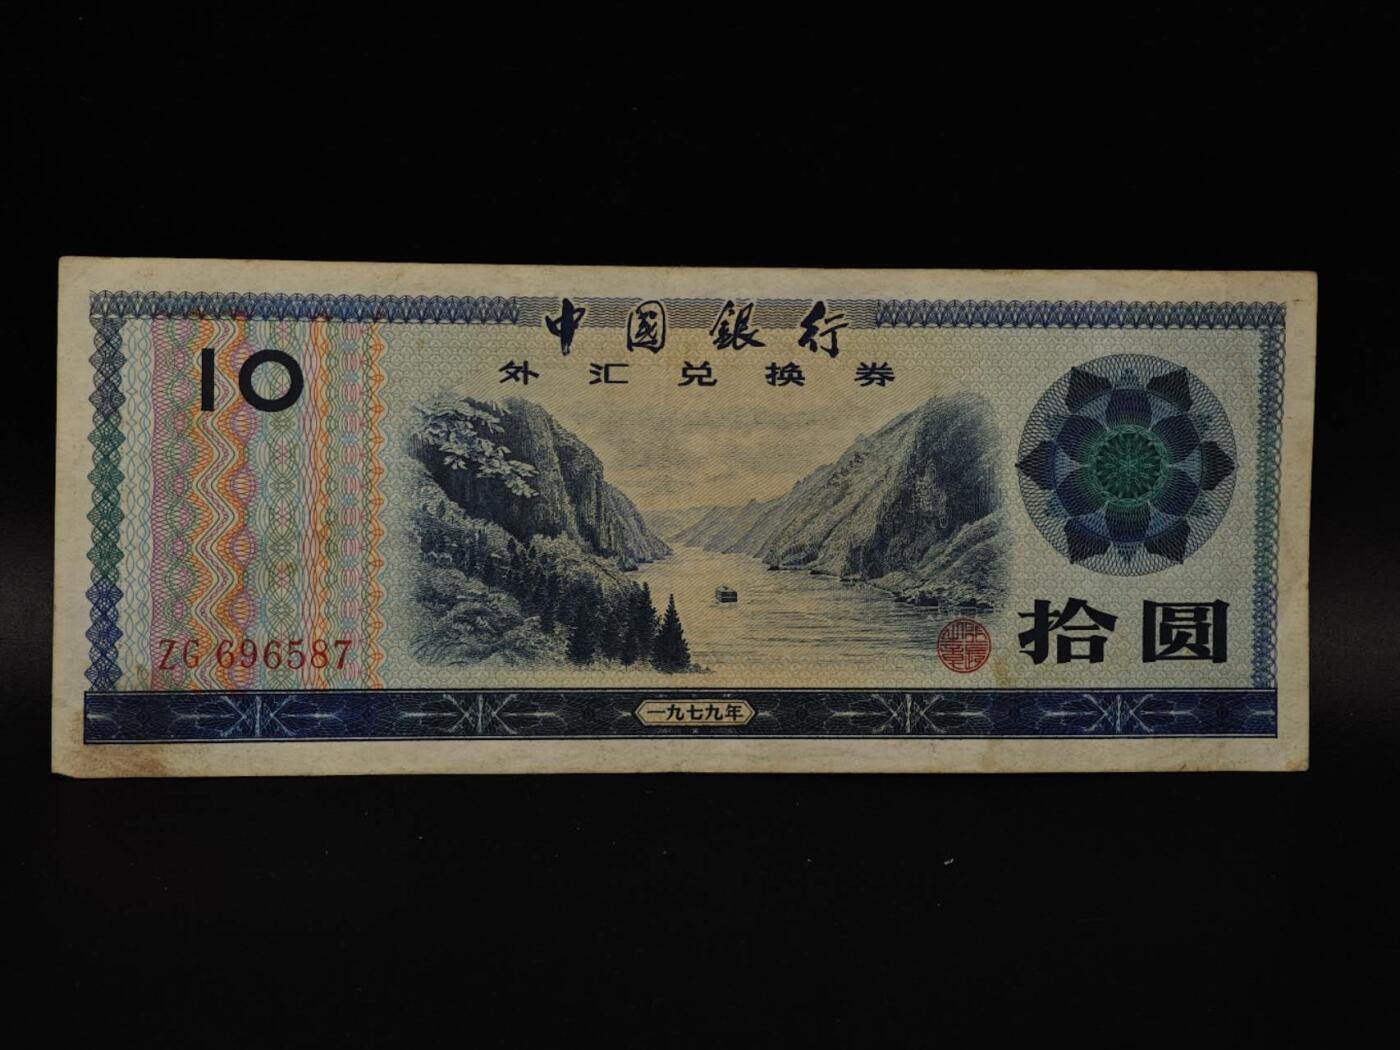 中國銀行
外汇兑换券
10
拾圆
ZG 696587
一九七九年